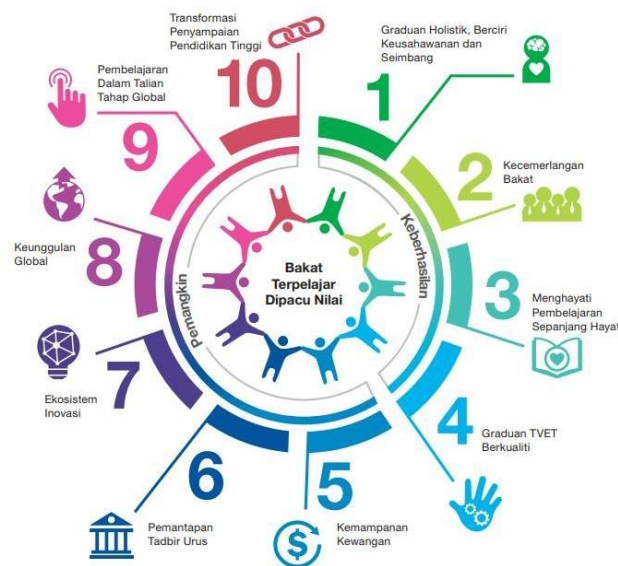 1
Graduan Holistik, Berciri
Keusahawanan dan
Seimbang
2
Kecemerlangan
Bakat
3
Menghayati
Pembelajaran
Sepanjang Hayat
4
Graduan TVET
Berkualiti
5
Kemampanan
Kewangan
$
6
Pemantapan
Tadbir Urus
7
Ekosistem
Inovasi
8
Keunggulan
Global
9
Pembelajaran
Dalam Talian
Tahap Global
10
Transformasi
Penyampaian
Pendidikan Tinggi
Pemangkin
Keberhasilan
Bakat
Terpelajar
Dipacu Nilai